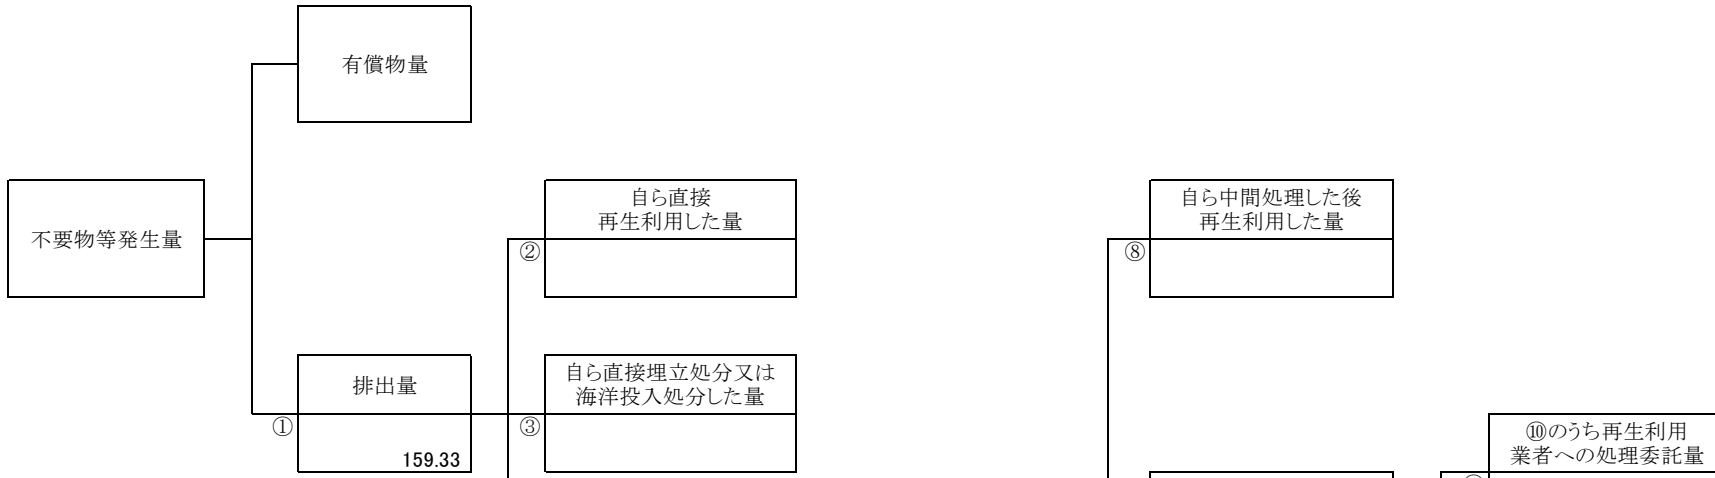 有償物量
不要物等発生量
自ら直接
再生利用した量
②
自ら中間処理した後
再生利用した量
⑧
排出量
①
159.33
自ら直接埋立処分又は
海洋投入処分した量
③
⑩のうち再生利用
業者への処理委託量